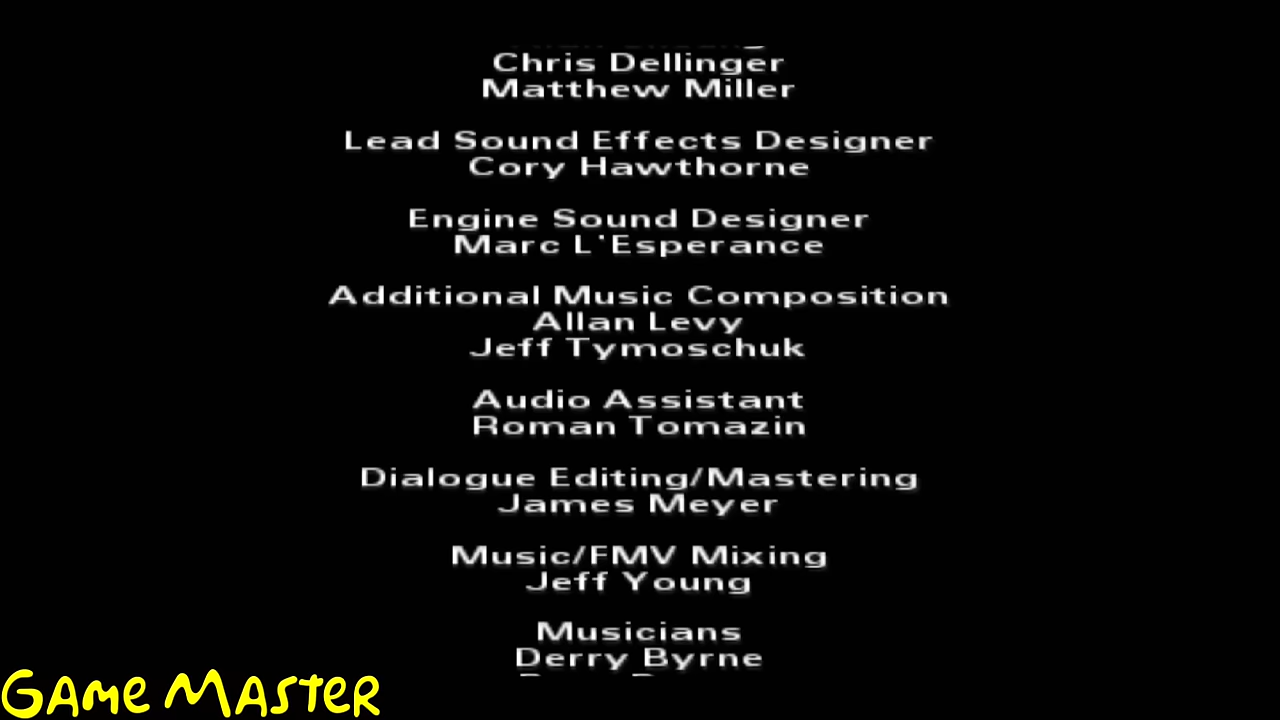 Chris Dellinger
Matthew Miller
Lead Sound Effects Designer
Cory Hawthorne
Engine Sound Designer
Marc L'Esperance
Additional Music Composition
Allan Levy
Jeff Tymoschuk
Audio Assistant
Roman Tomazin
Dialogue Editing/Mastering
James Meyer
Music/FMV Mixing
Jeff Young
Musicians
Derry Byrne
GAME MASTER